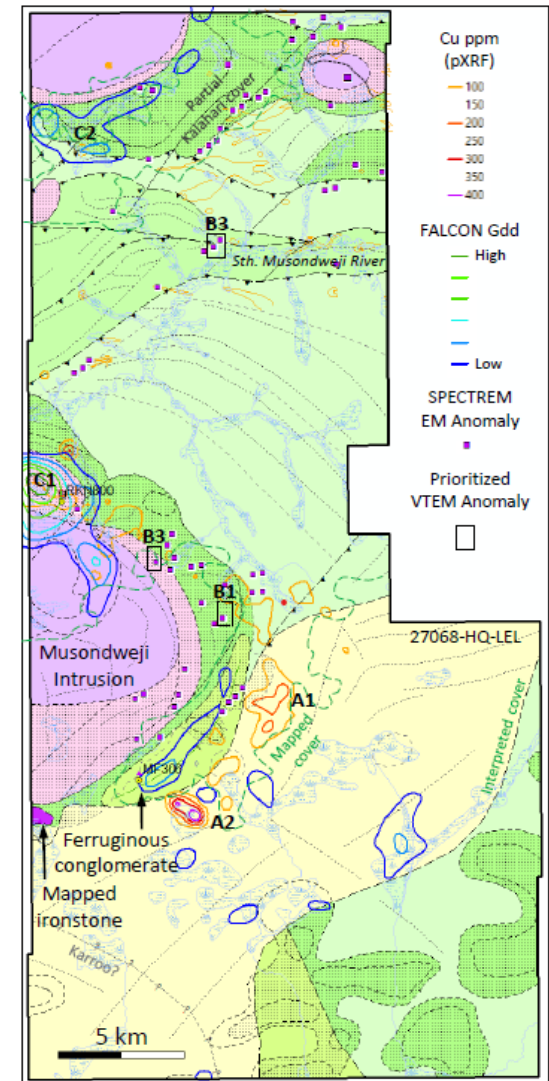 Cu ppm
(pXRF)
100
150
200
250
300
350
400
FALCON Gdd
High
Low
SPECTREM
EM Anomaly
Prioritized
VTEM Anomaly
Partial
Kalahari cover
C2
B3
Sth. Musondweji River
C1
B3
B1
27068-HQ-LEL
Musondweji
Intrusion
A1
Mapped
cover
Interpreted cover
MF300
A2
Ferruginous
conglomerate
Mapped
ironstone
Karroo?
5 km